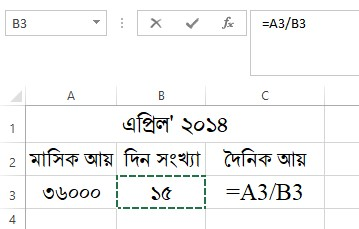 B3 =A3/B3
A B C
1 এপ্রিল' ২০১৪
2 মাসিক আয় দিন সংখ্যা দৈনিক আয়
3 ৩৬০০০ ১৫ =A3/B3
4